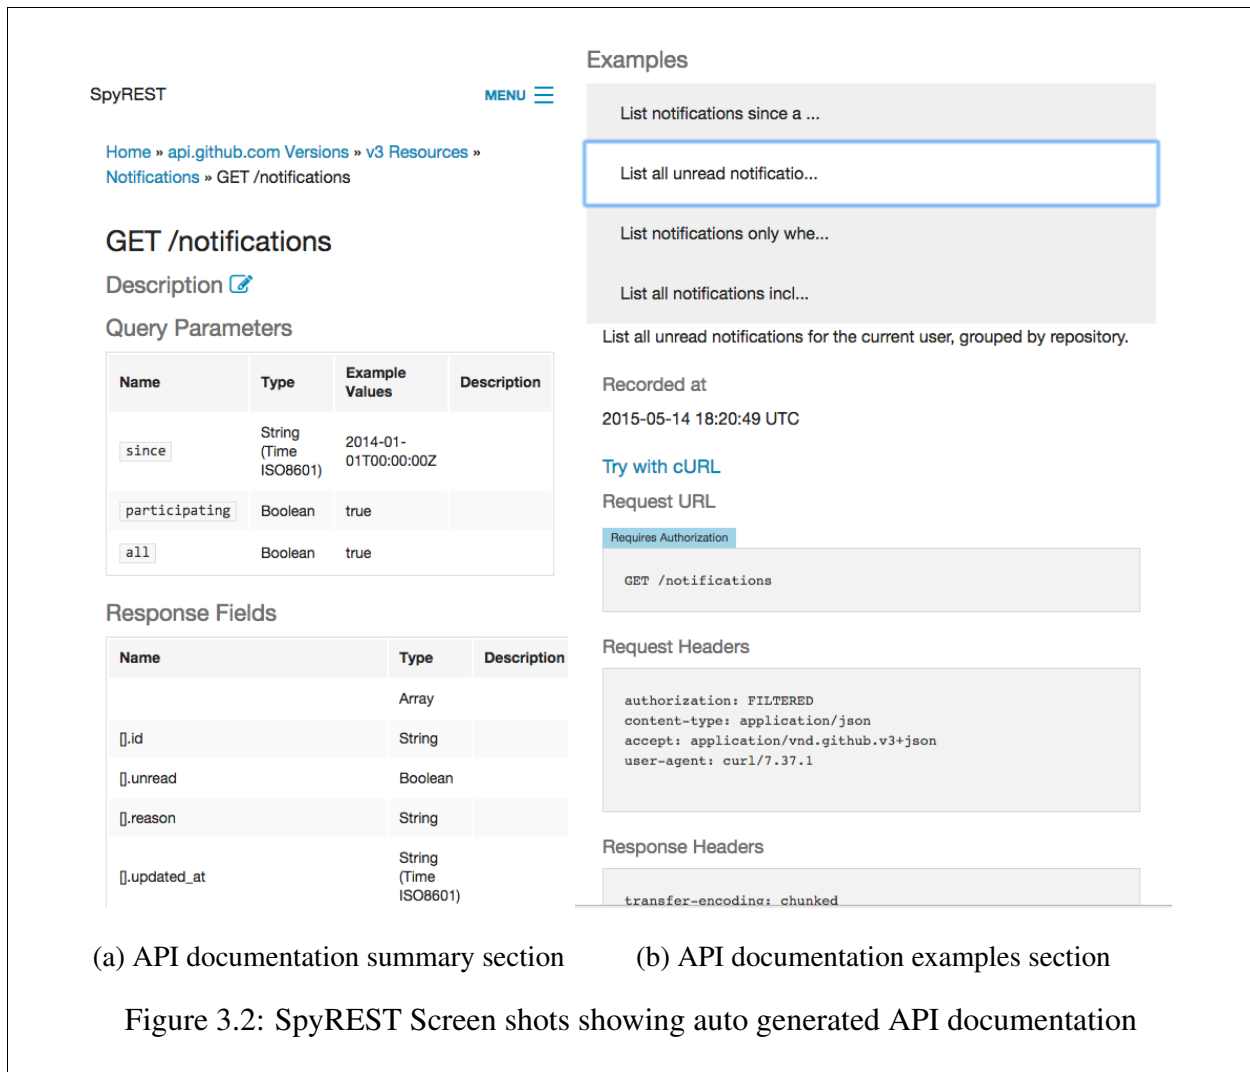 SpyREST
MENU
Home » api.github.com Versions » v3 Resources »
Notifications » GET /notifications
GET /notifications
Description
Query Parameters
Name Type Example Values Description
since String (Time ISO8601) 2014-01-01T00:00:00Z
participating Boolean true
all Boolean true
Response Fields
Name Type Description
Array
[].id String
[].unread Boolean
[].reason String
[].updated_at String (Time ISO8601)
(a) API documentation summary section
Examples
List notifications since a ...
List all unread notificatio...
List notifications only whe...
List all notifications incl...
List all unread notifications for the current user, grouped by repository.
Recorded at
2015-05-14 18:20:49 UTC
Try with cURL
Request URL
Requires Authorization
GET /notifications
Request Headers
authorization: FILTERED
content-type: application/json
accept: application/vnd.github.v3+json
user-agent: curl/7.37.1
Response Headers
transfer-encoding: chunked
(b) API documentation examples section
Figure 3.2: SpyREST Screen shots showing auto generated API documentation